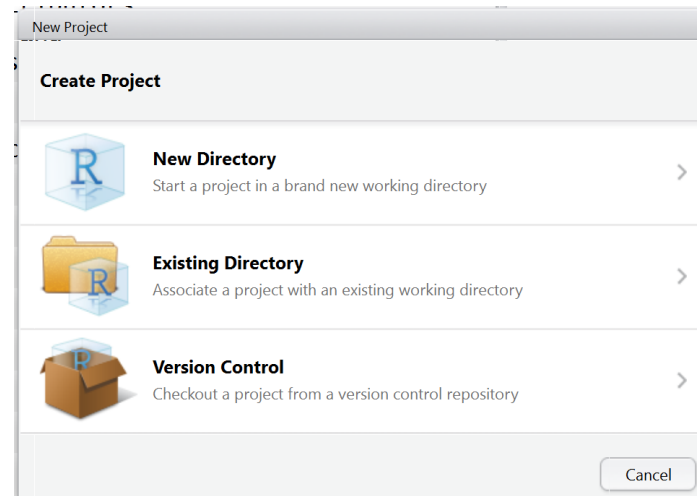 New Project
Create Project
New Directory
Start a project in a brand new working directory
Existing Directory
Associate a project with an existing working directory
Version Control
Checkout a project from a version control repository
Cancel